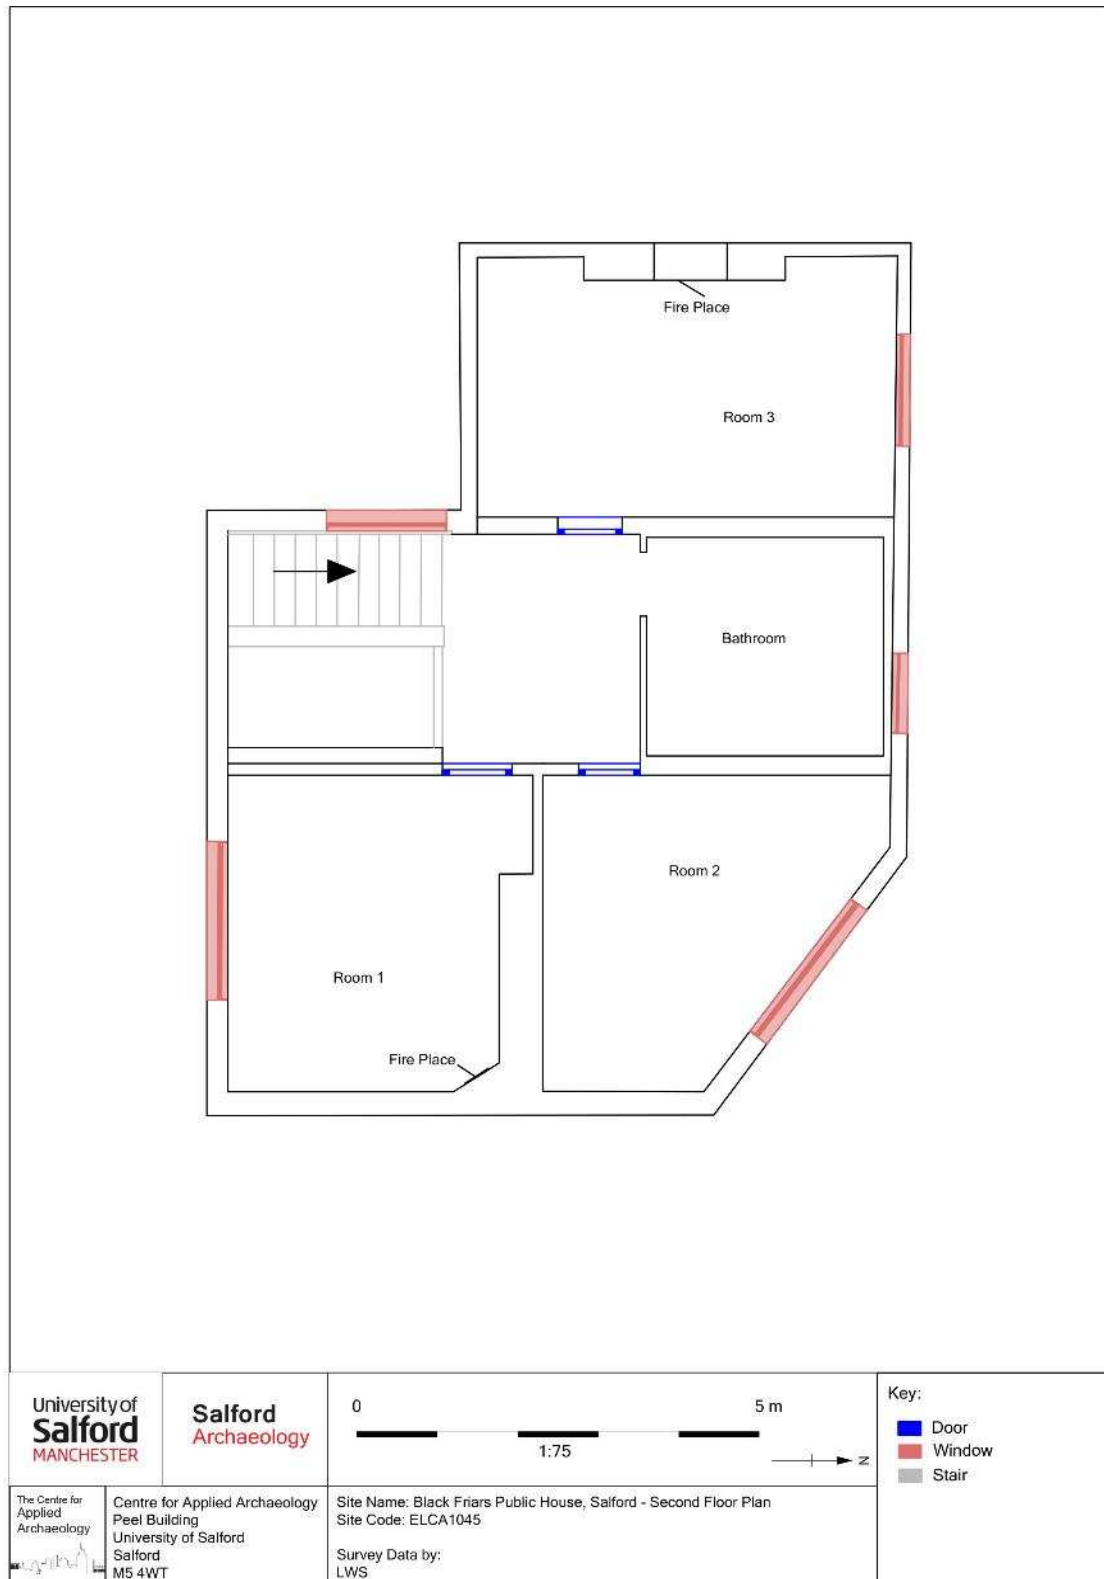 Fire Place
Room 3
Bathroom
Room 2
Room 1
Fire Place
University of
Salford
MANCHESTER
Salford
Archaeology
0 5 m
1:75
N
Key:
Door
Window
Stair
The Centre for
Applied
Archaeology
Centre for Applied Archaeology
Peel Building
University of Salford
Salford
M5 4WT
Site Name: Black Friars Public House, Salford - Second Floor Plan
Site Code: ELCA1045
Survey Data by:
LWS